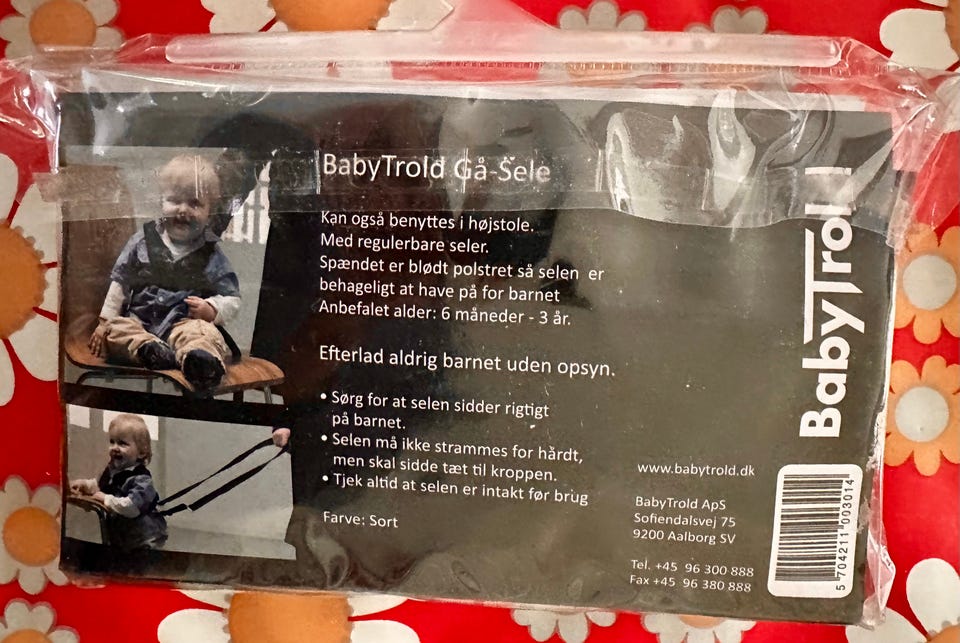 BabyTrold Gå-Sele
Kan også benyttes i højstole.
Med regulerbare seler.
Spændet er blødt polstret så selen er
behageligt at have på for barnet
Anbefalet alder: 6 måneder - 3 år.
Efterlad aldrig barnet uden opsyn.
• Sørg for at selen sidder rigtigt
på barnet.
• Selen må ikke strammes for hårdt,
men skal sidde tæt til kroppen.
• Tjek altid at selen er intakt før brug
Farve: Sort
BabyTrold
www.babytrold.dk
BabyTrold ApS
Sofiendalsvej 75
9200 Aalborg SV
Tel. +45 96 300 888
Fax +45 96 380 888
5 704211 003014